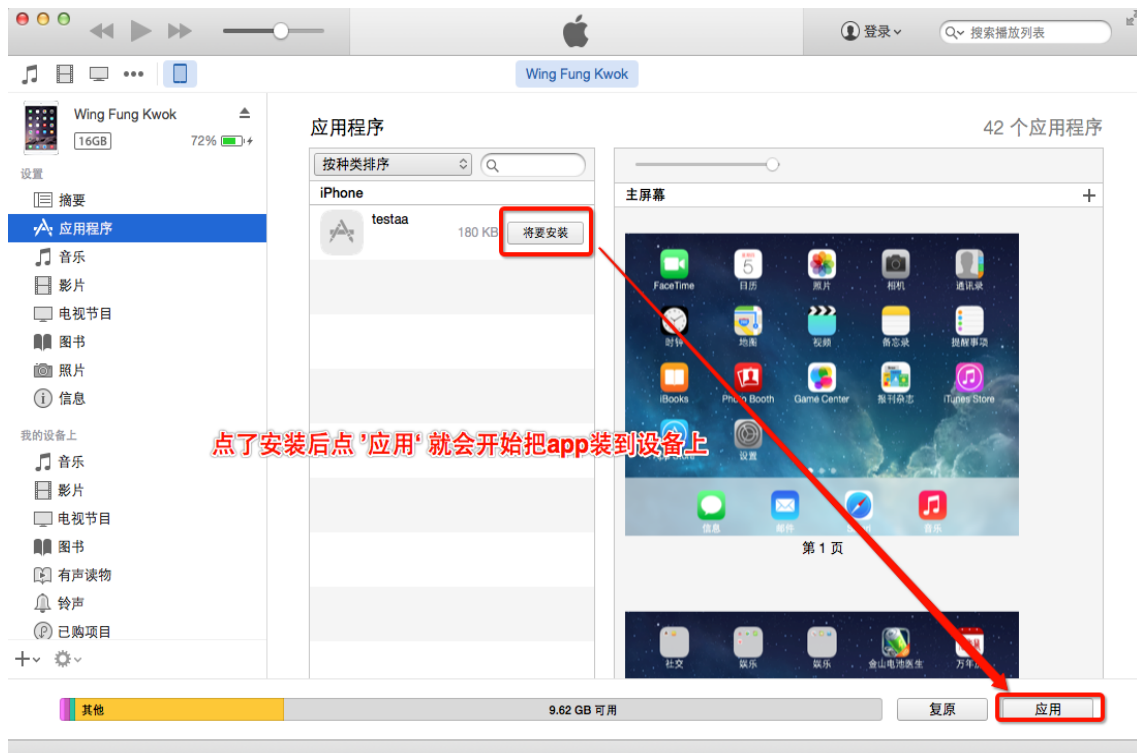 登录
搜索播放列表
Wing Fung Kwok
Wing Fung Kwok
16GB
72%
设置
摘要
应用程序
音乐
影片
电视节目
图书
照片
信息
我的设备上
音乐
影片
电视节目
图书
有声读物
铃声
已购项目
应用程序
42 个应用程序
按种类排序
iPhone
testaa
180 KB
将要安装
主屏幕
5
FaceTime
日历
照片
相机
通讯录
时钟
地图
视频
备忘录
提醒事项
iBooks
Photo Booth
Game Center
报刊杂志
iTunes Store
设置
点了安装后点 '应用‘ 就会开始把app装到设备上
信息
邮件
音乐
第 1 页
社交
娱乐
娱乐
金山电池医生
其他
9.62 GB 可用
复原
应用